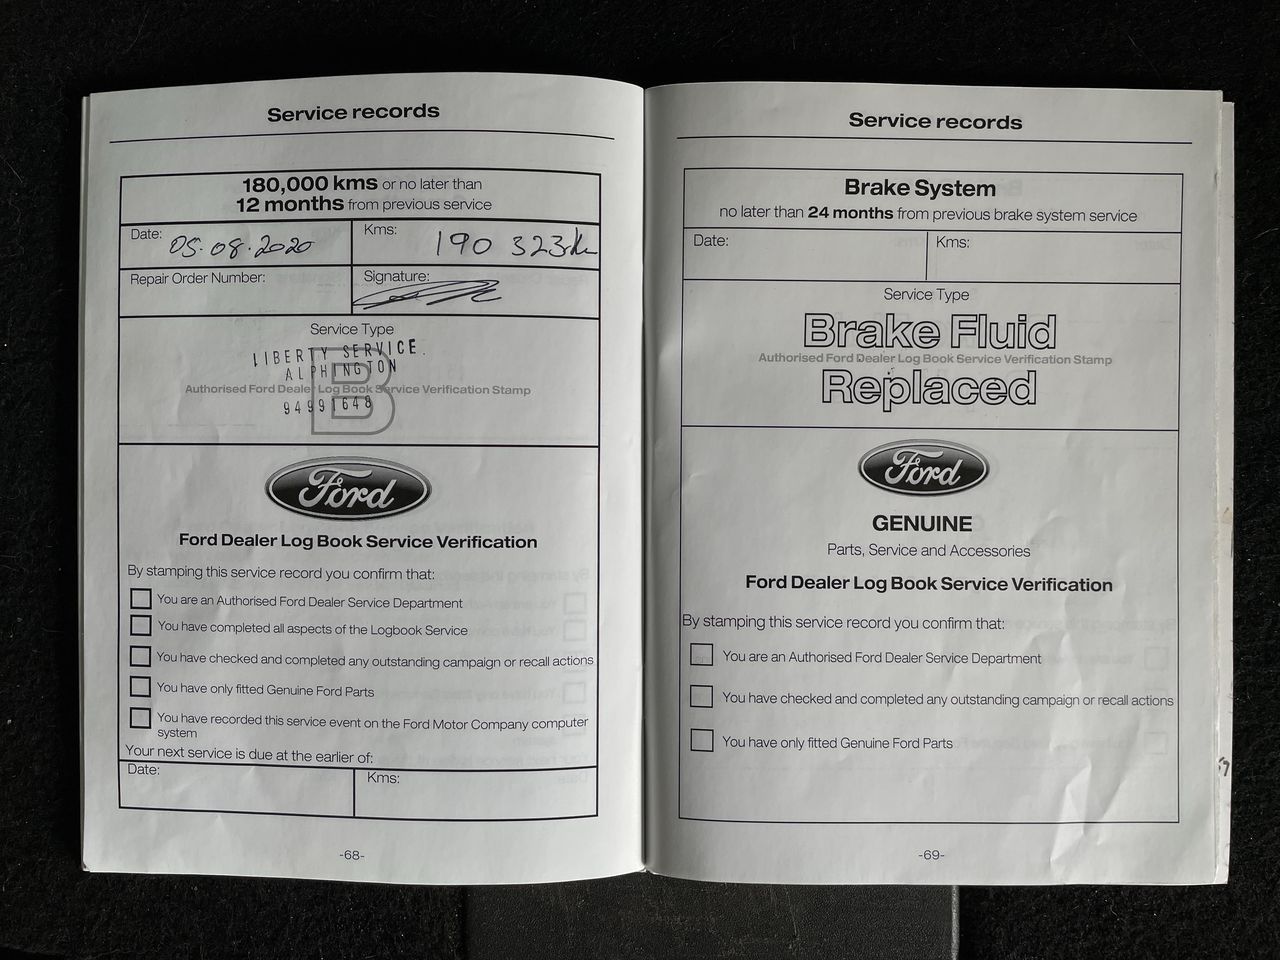 Service records
180,000 kms or no later than
12 months from previous service
Date: 05.08.2020
Kms: 190 323km
Repair Order Number:
Signature:
Service Type
LIBERTY SERVICE.
ALPHINGTON
B
Authorised Ford Dealer Log Book Service Verification Stamp
94991648
Ford
Ford Dealer Log Book Service Verification
By stamping this service record you confirm that:
You are an Authorised Ford Dealer Service Department
You have completed all aspects of the Logbook Service
You have checked and completed any outstanding campaign or recall actions
You have only fitted Genuine Ford Parts
You have recorded this service event on the Ford Motor Company computer
system
Your next service is due at the earlier of:
Date:
Kms:
-68-
Service records
Brake System
no later than 24 months from previous brake system service
Date:
Kms:
Service Type
Brake Fluid
Authorised Ford Dealer Log Book Service Verification Stamp
Replaced
Ford
GENUINE
Parts, Service and Accessories
Ford Dealer Log Book Service Verification
By stamping this service record you confirm that:
You are an Authorised Ford Dealer Service Department
You have checked and completed any outstanding campaign or recall actions
You have only fitted Genuine Ford Parts
-69-